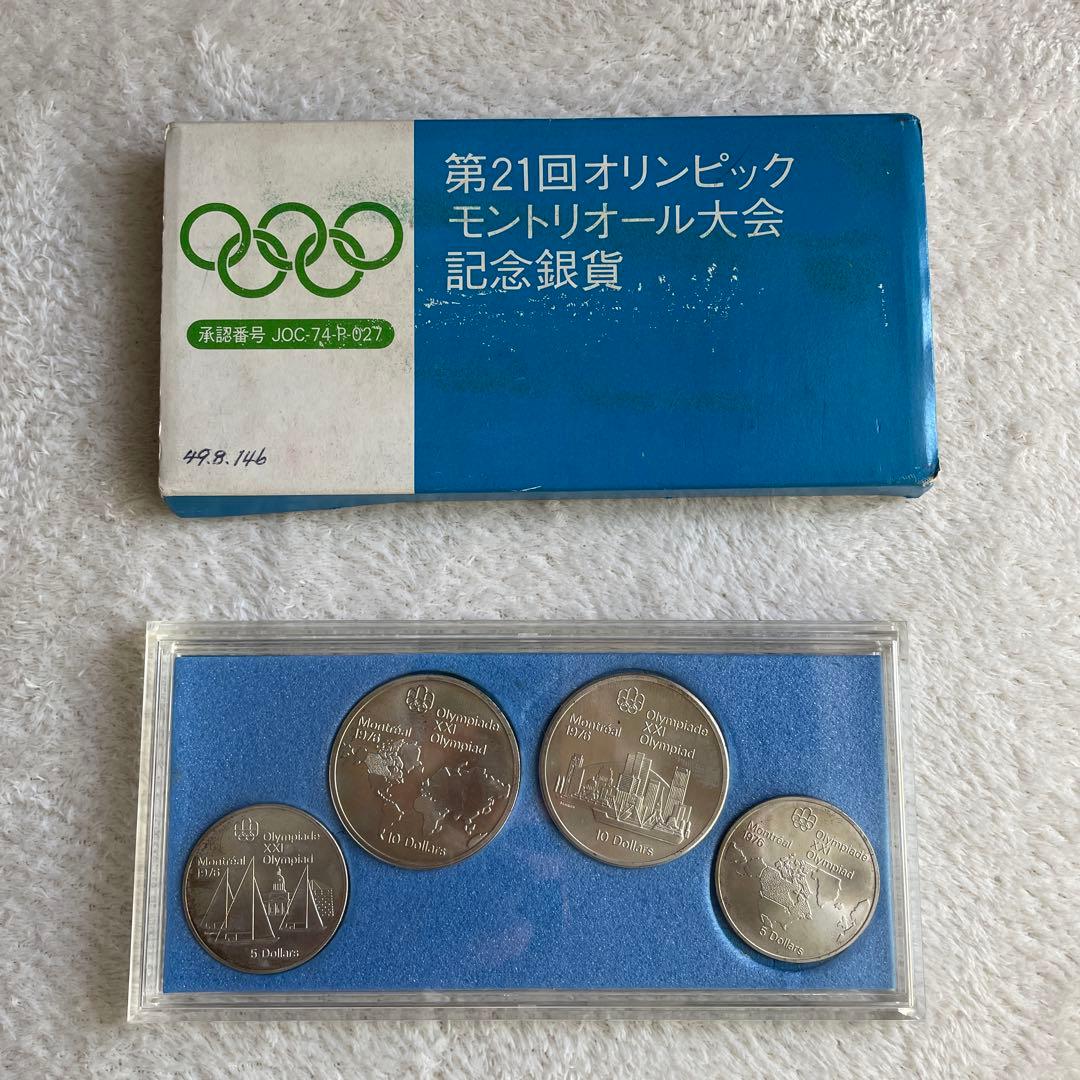 第21回オリンピック
モントリオール大会
記念銀貨
承認番号 JOC-74-P-027
49.8.146
Olympiade
XXI
Olympiad
Montréal
1976
5 Dollars
Olympiade
XXI
Olympiad
Montréal
1976
10 Dollars
Olympiade
XXI
Olympiad
Montréal
1976
10 Dollars
Olympiade
XXI
Olympiad
Montréal
1976
5 Dollars